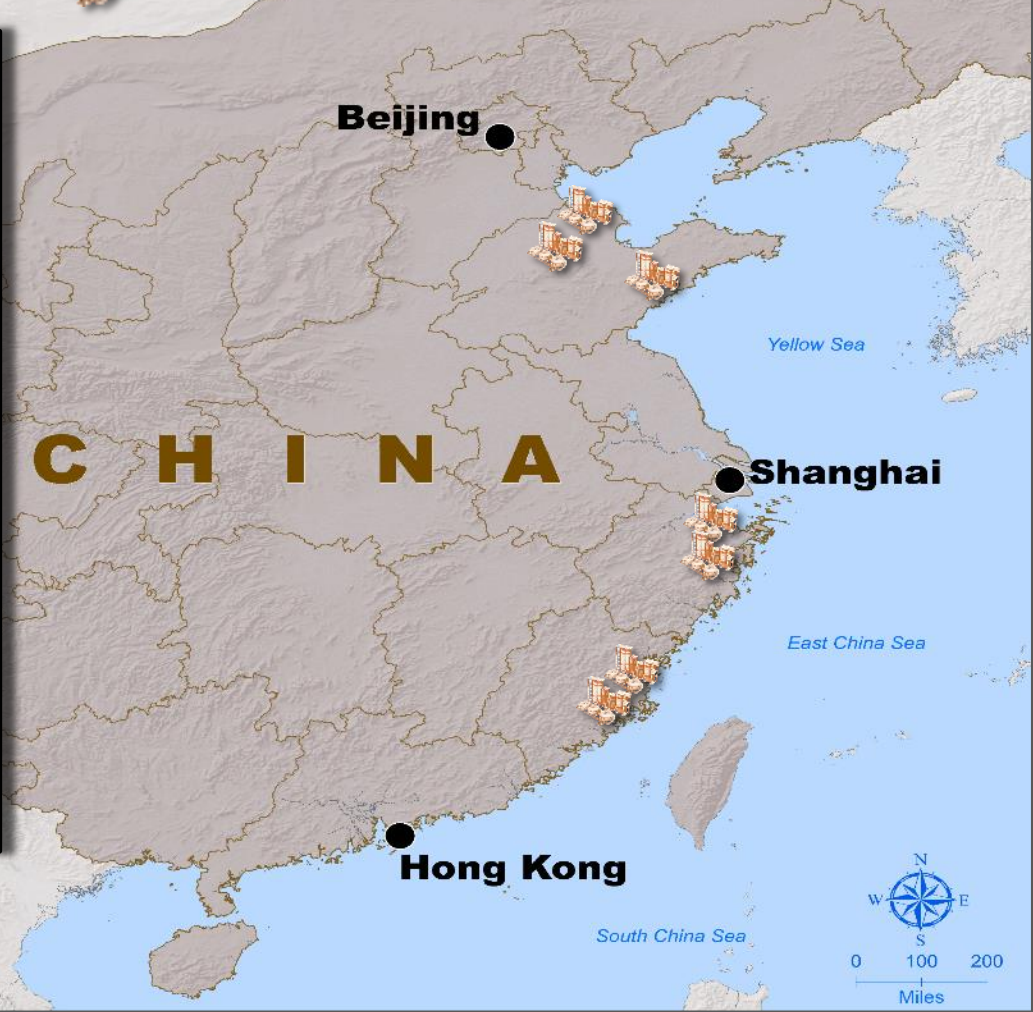 Beijing
Yellow Sea
C H I N A
Shanghai
East China Sea
Hong Kong
South China Sea
N
W E
S
0 100 200
Miles